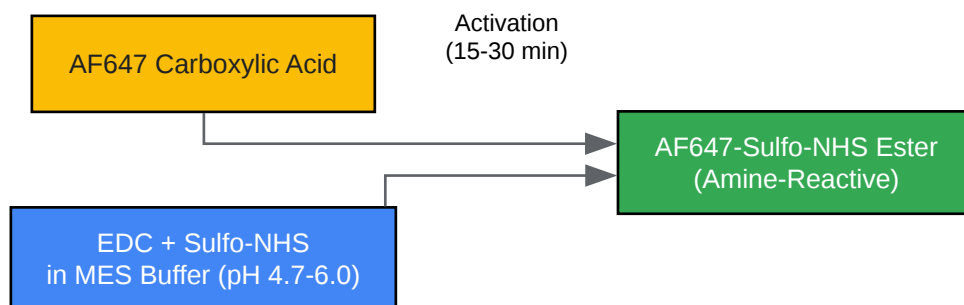 Activation
(15-30 min)
AF647 Carboxylic Acid
AF647-Sulfo-NHS Ester
(Amine-Reactive)
EDC + Sulfo-NHS
in MES Buffer (pH 4.7-6.0)